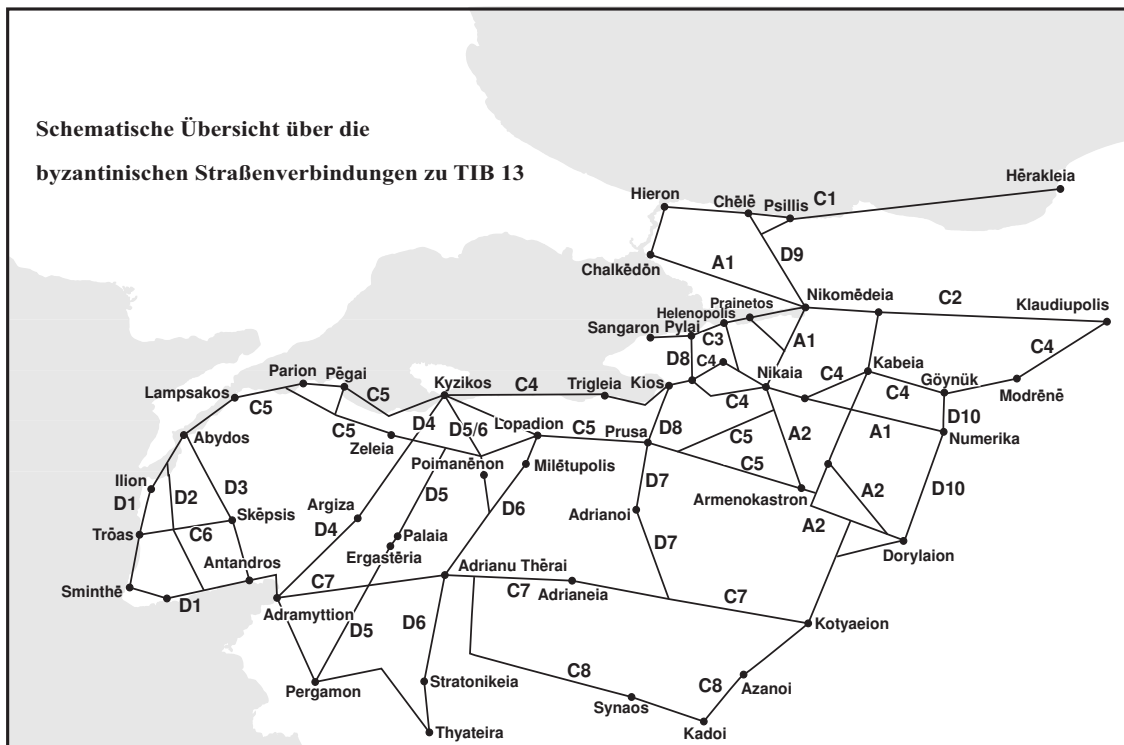 Schematische Übersicht über die
byzantinischen Straßenverbindungen zu TIB 13
Hērakleia
Hieron
Chēlē
Psillis
C1
Chalkēdōn
A1
D9
Prainetos
Nikomēdeia
C2
Klaudiupolis
Helenopolis
Sangaron
Pylai
C3
A1
D8
C4
Kabeia
C4
Parion
Pēgai
Kyzikos
C4
Trigleia
Kios
Nikaia
C4
C4
Göynük
Modrēnē
Lampsakos
C5
C5
C4
D10
Abydos
C5
Zeleia
D4
D5/6
Lopadion
C5
Prusa
D8
C5
A2
A1
Numerika
Poimanēnon
Milētupolis
C5
Ilion
D1
D2
D3
Skēpsis
Argiza
D5
D7
Armenokastron
A2
D10
Trōas
C6
D4
Palaia
D6
Adrianoi
A2
Ergastēria
D7
Dorylaion
Antandros
Adrianu Thērai
Sminthē
D1
C7
C7
Adrianeia
C7
Adramyttion
D5
D6
Kotyaeion
Pergamon
Stratonikeia
C8
C8
Azanoi
Synaos
Thyateira
Kadoi